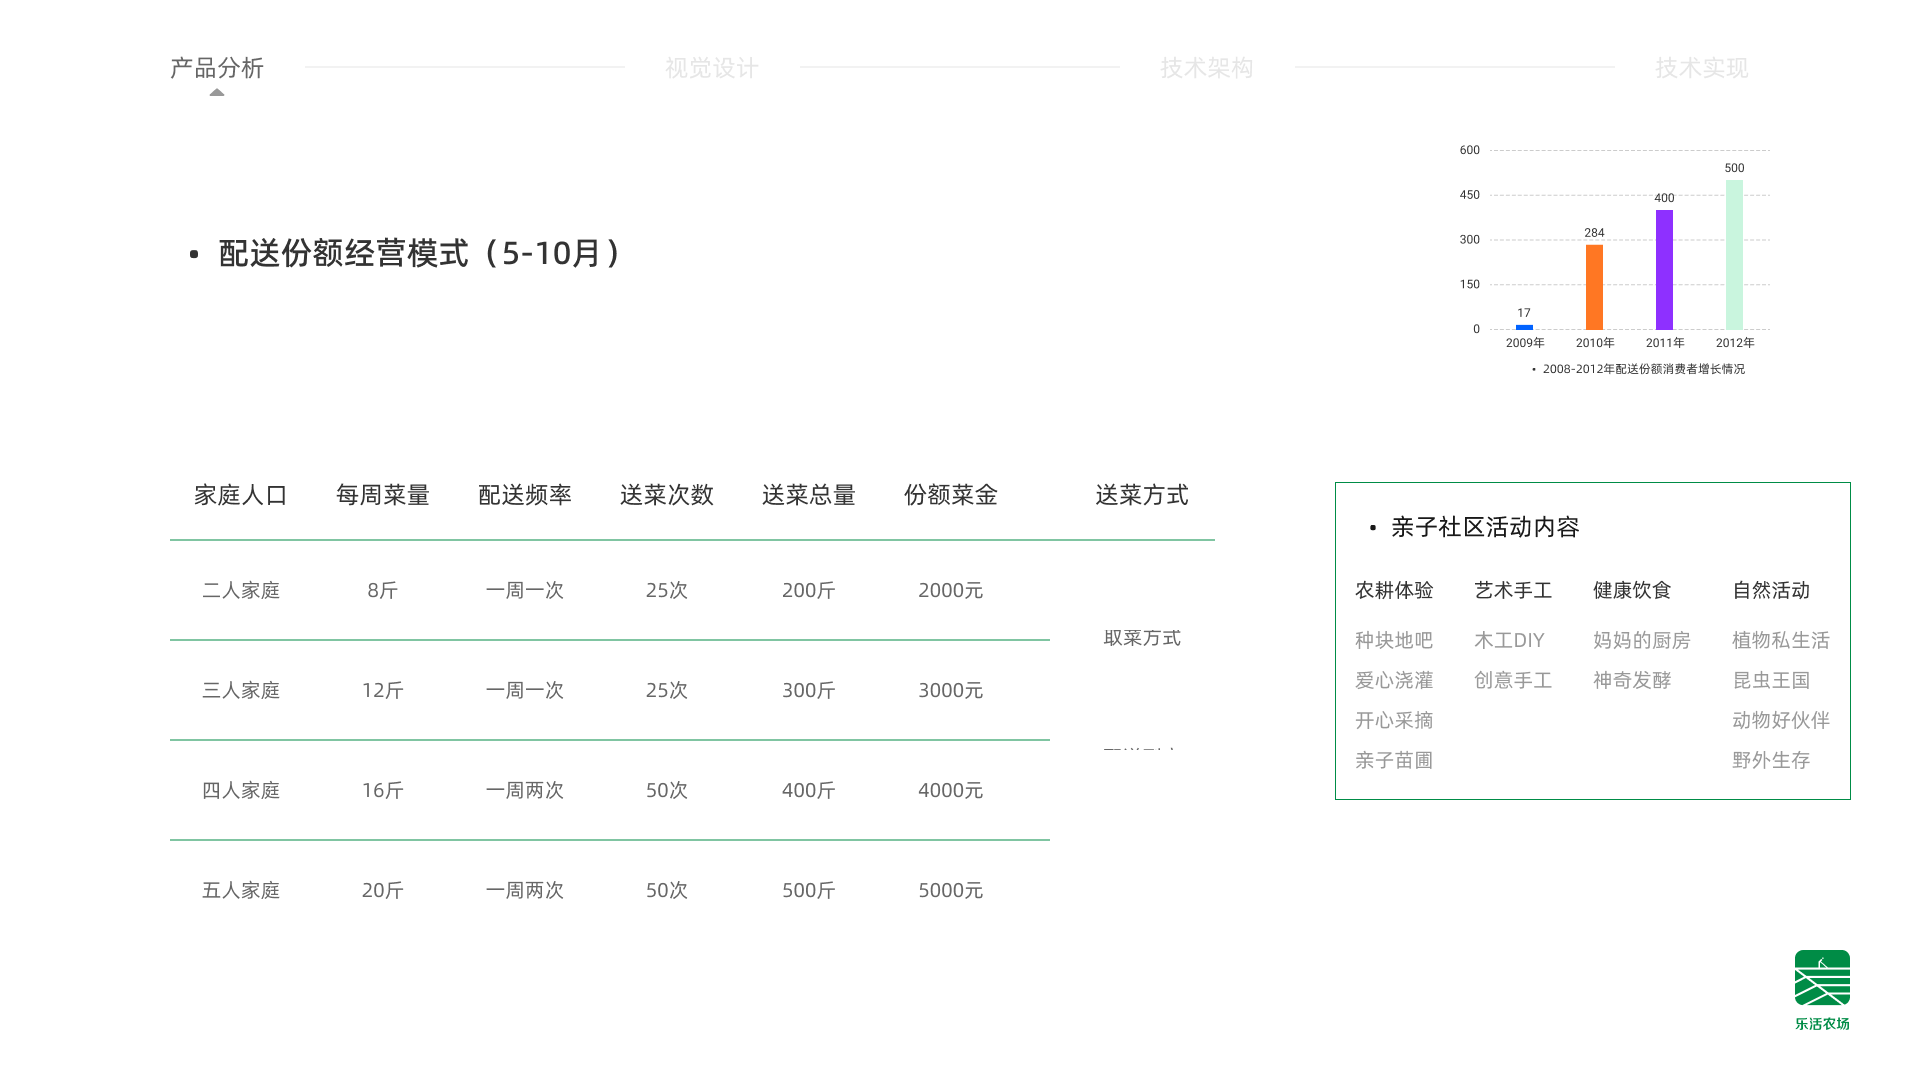 产品分析 视觉设计 技术架构 技术实现
• 配送份额经营模式（5-10月）
600
450
300
150
0
17
284
400
500
2009年 2010年 2011年 2012年
• 2008-2012年配送份额消费者增长情况
家庭人口 每周菜量 配送频率 送菜次数 送菜总量 份额菜金 送菜方式
二人家庭 8斤 一周一次 25次 200斤 2000元
取菜方式
三人家庭 12斤 一周一次 25次 300斤 3000元
四人家庭 16斤 一周两次 50次 400斤 4000元
五人家庭 20斤 一周两次 50次 500斤 5000元
• 亲子社区活动内容
农耕体验 艺术手工 健康饮食 自然活动
种块地吧 木工DIY 妈妈的厨房 植物私生活
爱心浇灌 创意手工 神奇发酵 昆虫王国
开心采摘 动物好伙伴
亲子苗圃 野外生存
乐活农场